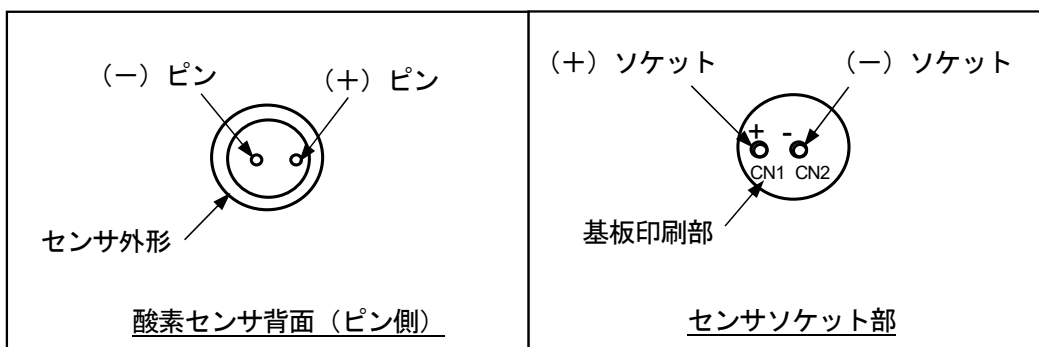 （－）ピン
（＋）ピン
センサ外形
酸素センサ背面（ピン側）
（＋）ソケット
（－）ソケット
+ -
CN1 CN2
基板印刷部
センサソケット部